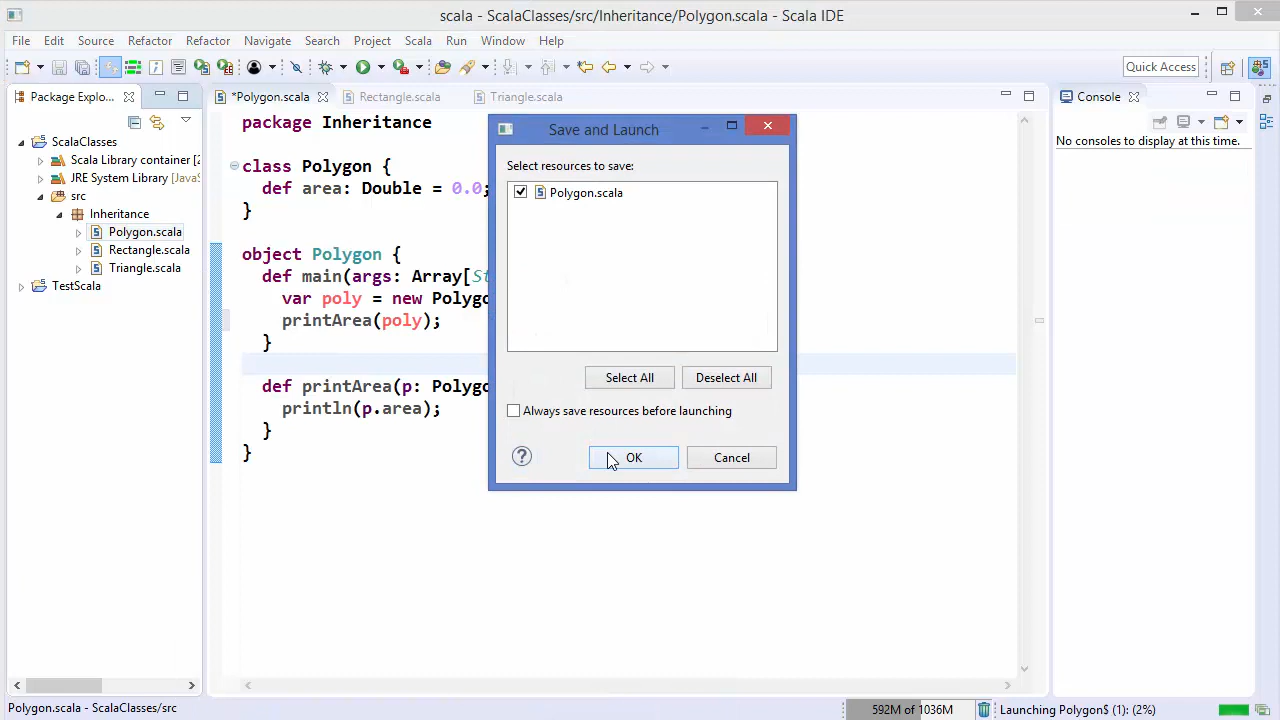 scala - ScalaClasses/src/Inheritance/Polygon.scala - Scala IDE
File Edit Source Refactor Refactor Navigate Search Project Scala Run Window Help
Quick Access
Package Explo...
ScalaClasses
Scala Library container [2
JRE System Library [JavaS
src
Inheritance
Polygon.scala
Rectangle.scala
Triangle.scala
TestScala
*Polygon.scala Rectangle.scala Triangle.scala
package Inheritance
class Polygon {
def area: Double = 0.0;
}
object Polygon {
def main(args: Array[St
var poly = new Polygo
printArea(poly);
}
def printArea(p: Polygo
println(p.area);
}
}
Save and Launch
Select resources to save:
Polygon.scala
Select All Deselect All
Always save resources before launching
OK Cancel
Console
No consoles to display at this time.
Polygon.scala - ScalaClasses/src
592M of 1036M
Launching Polygon$ (1): (2%)